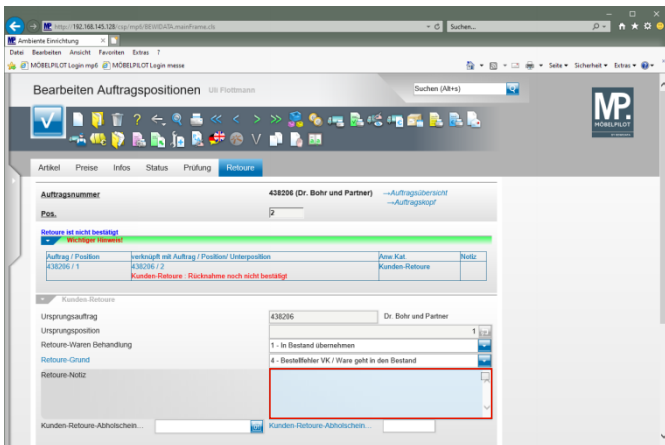 http://192.168.145.128/csp/mp6/BEWIDATA.mainFrame.cls
Suchen...
Ambiente Einrichtung
Datei Bearbeiten Ansicht Favoriten Extras ?
MÖBELPILOT Login mp6 MÖBELPILOT Login messe
Seite Sicherheit Extras
Bearbeiten Auftragspositionen Uli Flottmann
Suchen (Alt+s)
MP.
MÖBELPILOT
Artikel Preise Infos Status Prüfung Retoure
Auftragsnummer 438206 (Dr. Bohr und Partner) →Auftragsübersicht
→Auftragskopf
Pos. 2
Retoure ist nicht bestätigt
Wichtiger Hinweis!
Auftrag / Position verknüpft mit Auftrag / Position/ Unterposition Anw.Kat. Notiz
438206 / 1 438206 / 2 Kunden-Retoure
Kunden-Retoure : Rücknahme noch nicht bestätigt
Kunden-Retoure
Ursprungsauftrag 438206 Dr. Bohr und Partner
Ursprungsposition 1
Retoure-Waren Behandlung 1 - In Bestand übernehmen
Retoure-Grund 4 - Bestellfehler VK / Ware geht in den Bestand
Retoure-Notiz
Kunden-Retoure-Abholschein... Kunden-Retoure-Abholschein...